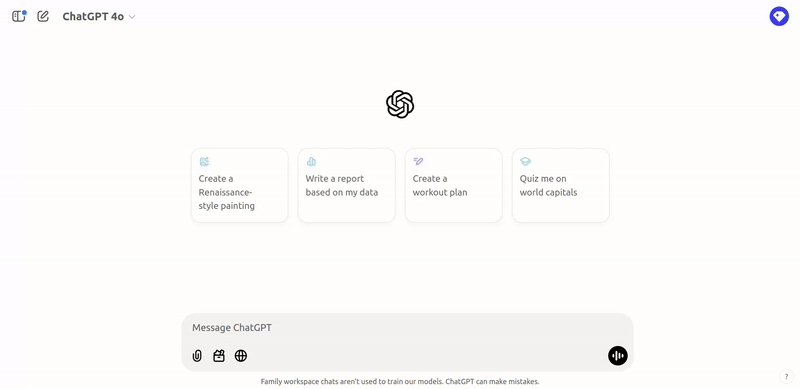 ChatGPT 4o
Create a
Renaissance-
style painting
Write a report
based on my data
Create a
workout plan
Quiz me on
world capitals
Message ChatGPT
Family workspace chats aren't used to train our models. ChatGPT can make mistakes.
?